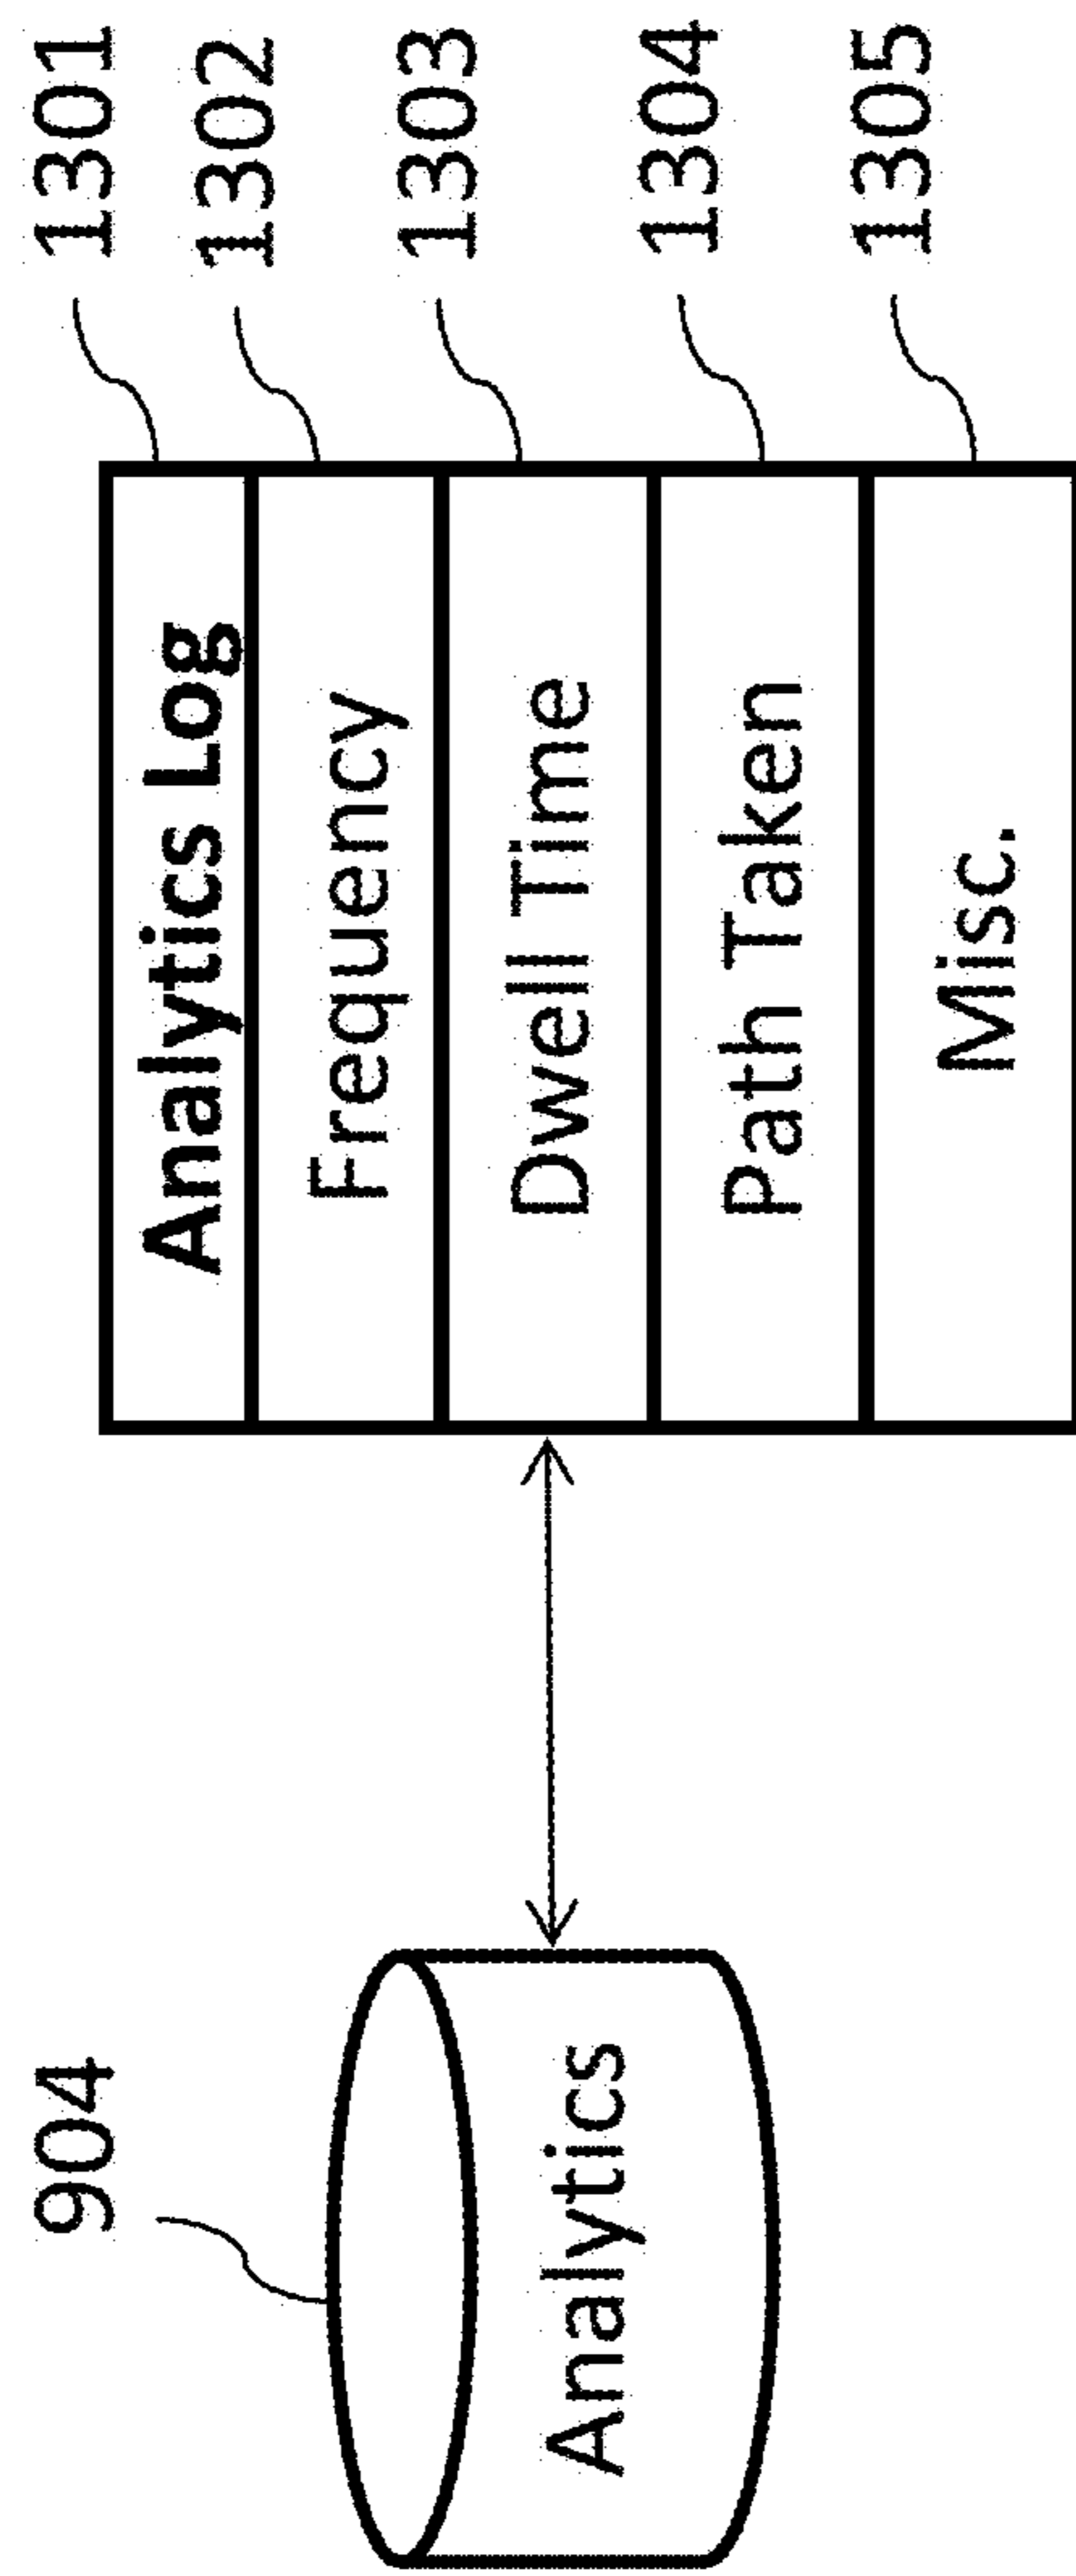 904
Analytics
Analytics Log
Frequency
Dwell Time
Path Taken
Misc.
1301
1302
1303
1304
1305